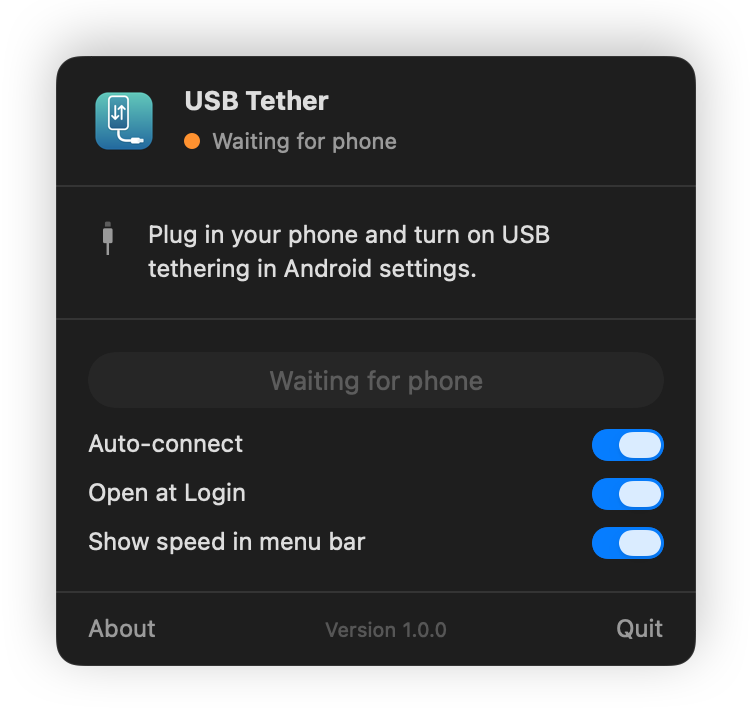 USB Tether
Waiting for phone
Plug in your phone and turn on USB
tethering in Android settings.
Waiting for phone
Auto-connect
Open at Login
Show speed in menu bar
About
Version 1.0.0
Quit